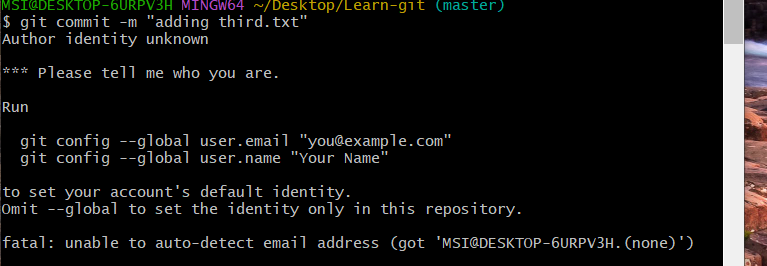 MSI@DESKTOP-6URPV3H MINGW64 ~/Desktop/Learn-git (master)
$ git commit -m "adding third.txt"
Author identity unknown
*** Please tell me who you are.
Run
git config --global user.email "you@example.com"
git config --global user.name "Your Name"
to set your account's default identity.
Omit --global to set the identity only in this repository.
fatal: unable to auto-detect email address (got 'MSI@DESKTOP-6URPV3H.(none)')